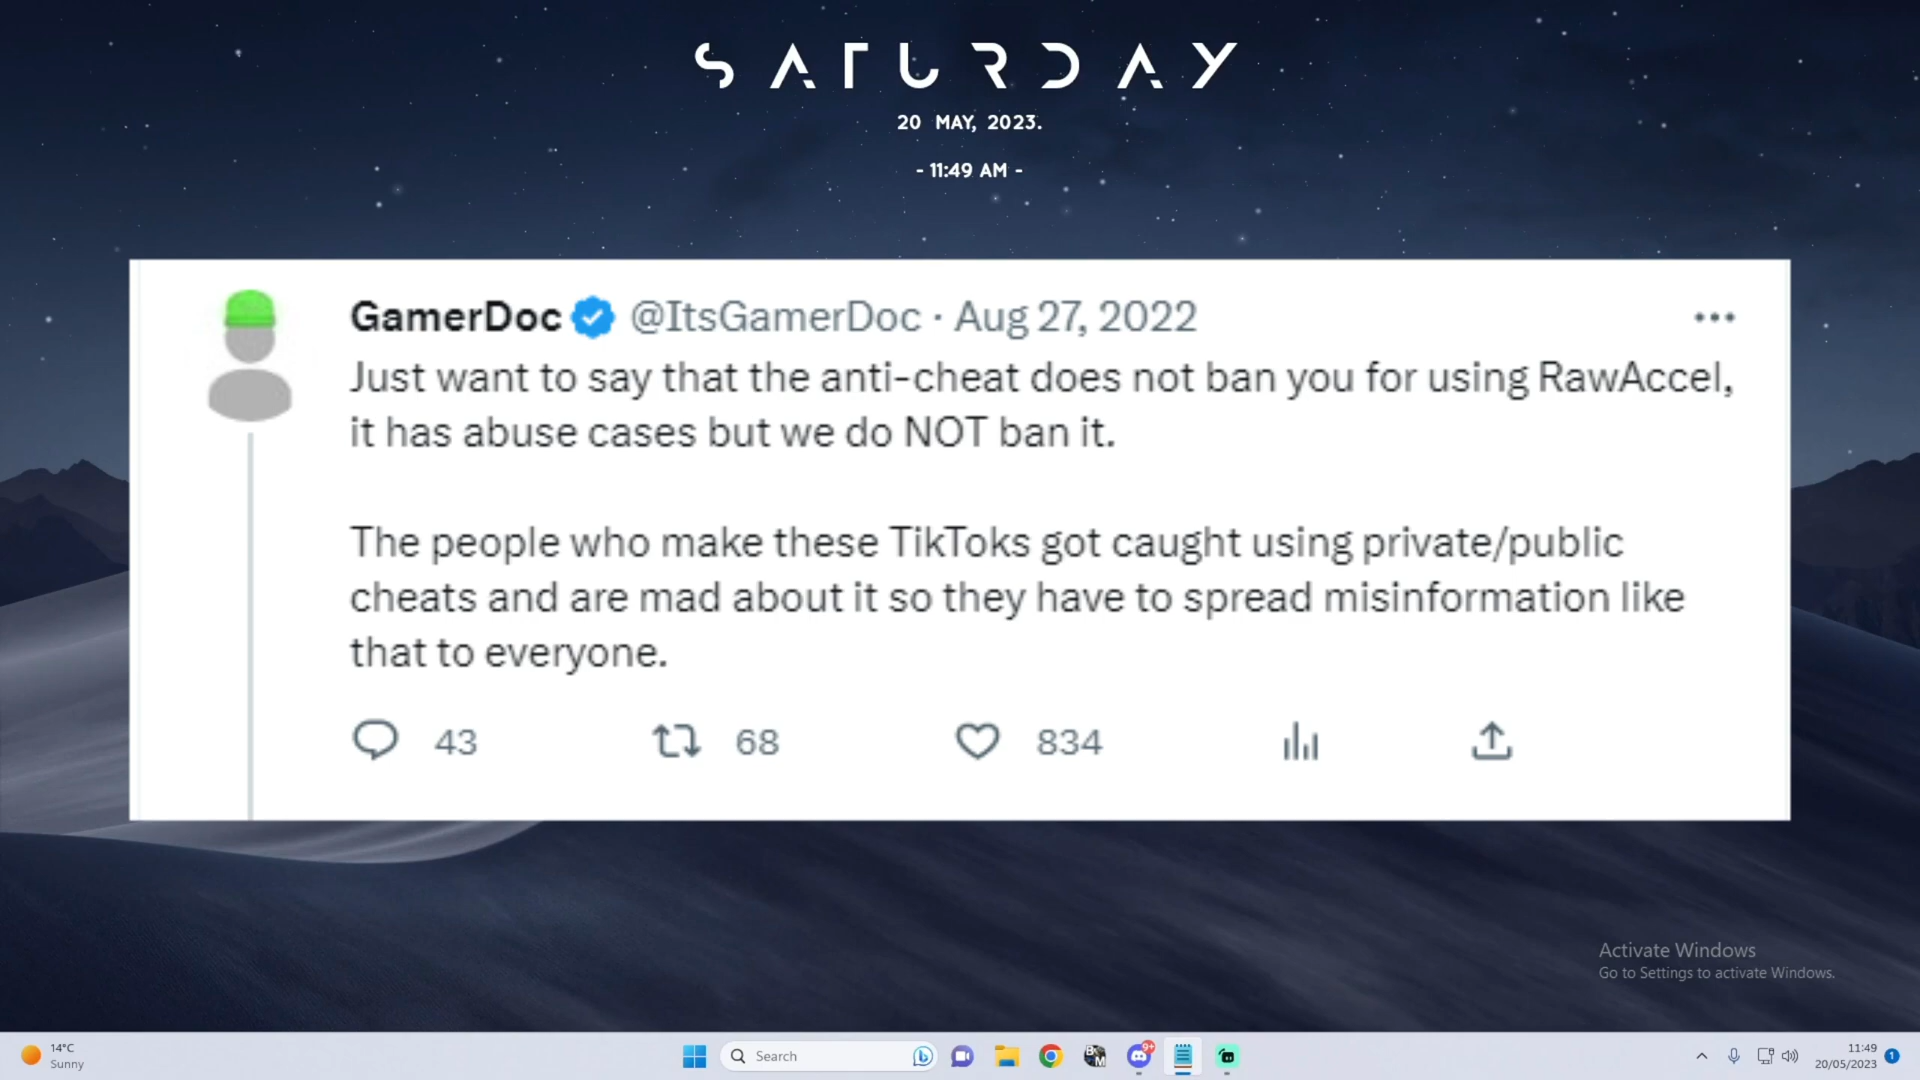 SATURDAY
20 MAY, 2023.
- 11:49 AM -
GamerDoc @ItsGamerDoc · Aug 27, 2022
Just want to say that the anti-cheat does not ban you for using RawAccel,
it has abuse cases but we do NOT ban it.
The people who make these TikToks got caught using private/public
cheats and are mad about it so they have to spread misinformation like
that to everyone.
43 68 834
Activate Windows
Go to Settings to activate Windows.
14°C
Sunny
Search
9+
11:49
20/05/2023
1